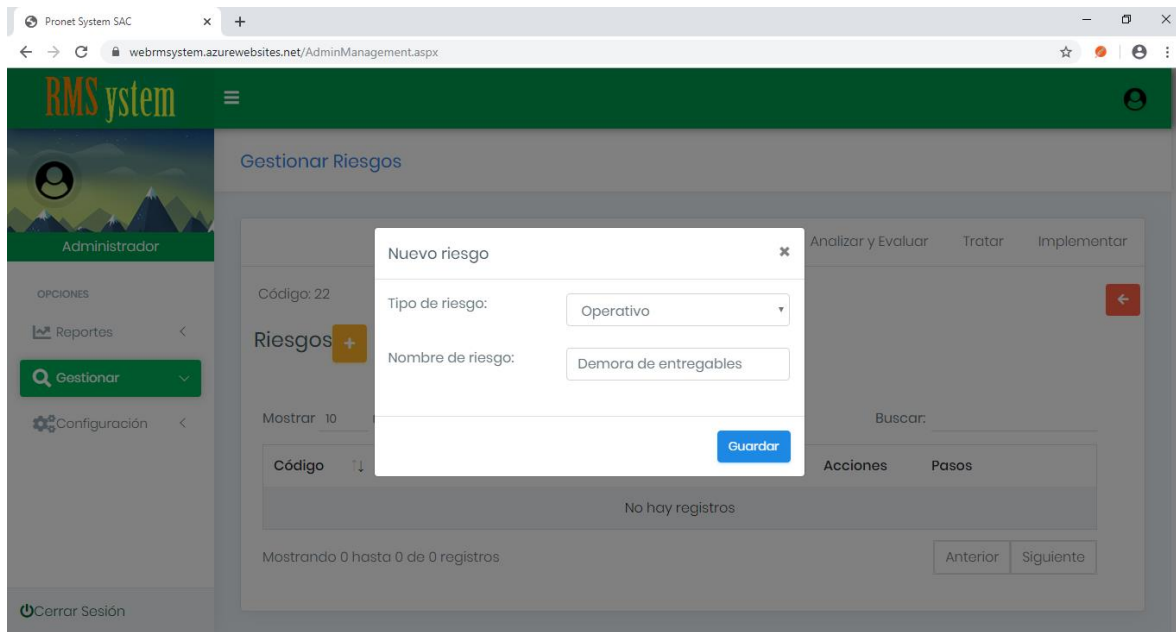 Pronet System SAC
webrmsystem.azurewebsites.net/AdminManagement.aspx
RMSystem
Gestionar Riesgos
Administrador
OPCIONES
Reportes
Gestionar
Configuración
Cerrar Sesión
Analizar y Evaluar Tratar Implementar
Código: 22
Riesgos +
Nuevo riesgo
Tipo de riesgo: Operativo
Nombre de riesgo: Demora de entregables
Guardar
Mostrar 10
Buscar:
Código Acciones Pasos
No hay registros
Mostrando 0 hasta 0 de 0 registros
Anterior Siguiente